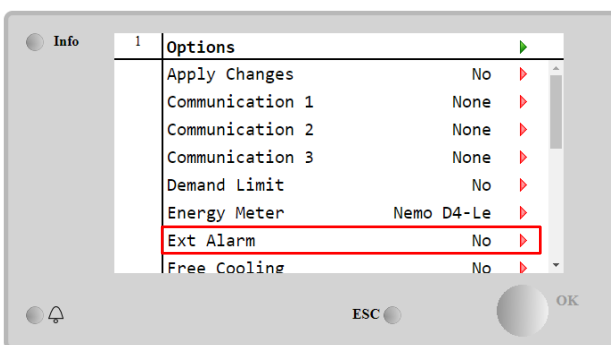 Info
1 Options
Apply Changes No
Communication 1 None
Communication 2 None
Communication 3 None
Demand Limit No
Energy Meter Nemo D4-Le
Ext Alarm No
Free Cooling No
ESC
OK